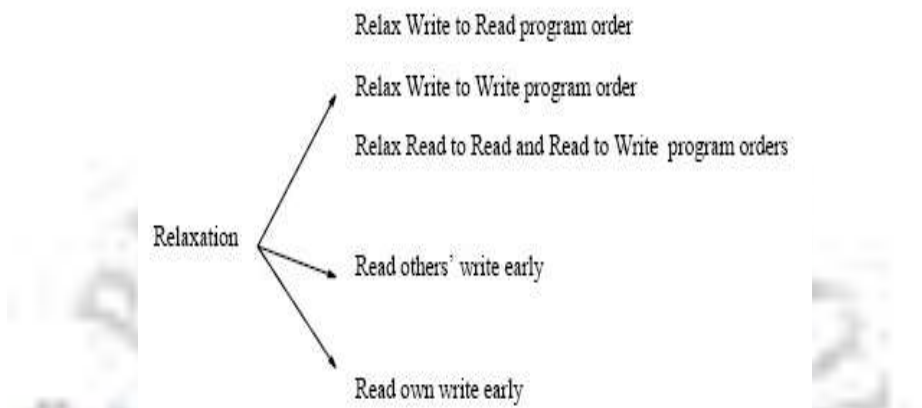 Relax Write to Read program order
Relax Write to Write program order
Relax Read to Read and Read to Write program orders
Relaxation
Read others’ write early
Read own write early